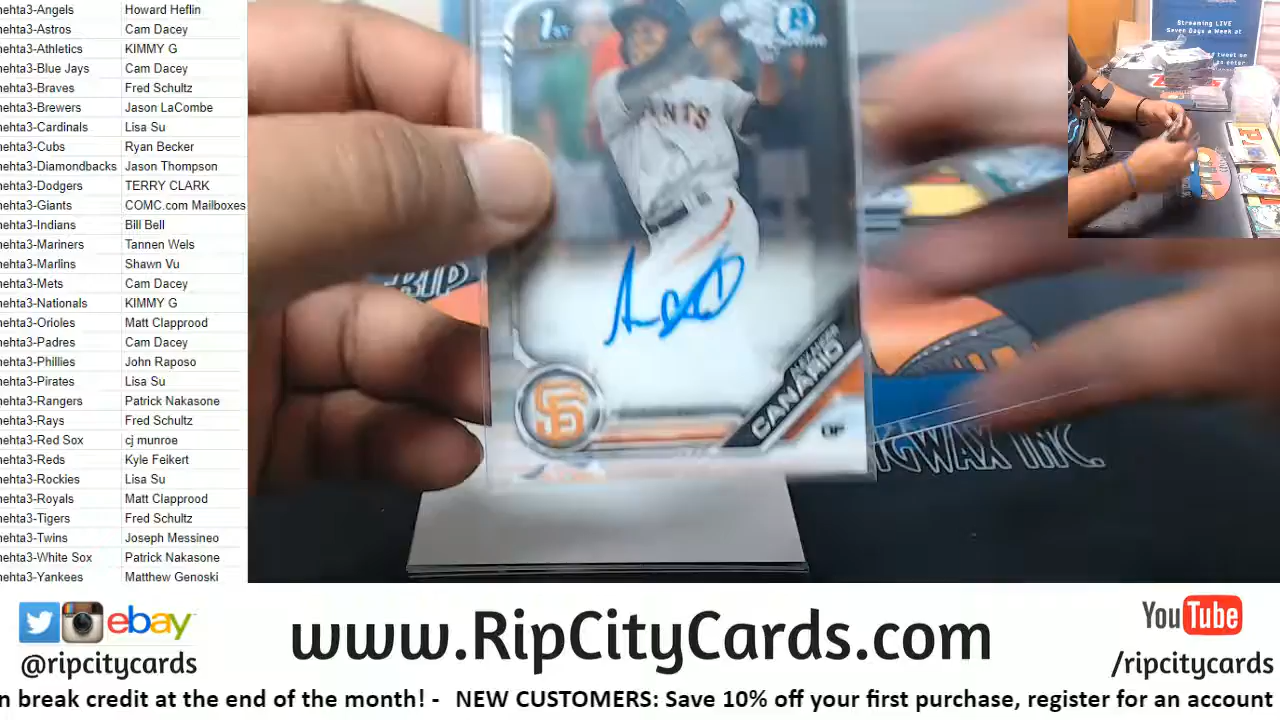 nehta3-Angels Howard Heflin
nehta3-Astros Cam Dacey
nehta3-Athletics KIMMY G
nehta3-Blue Jays Cam Dacey
nehta3-Braves Fred Schultz
nehta3-Brewers Jason LaCombe
nehta3-Cardinals Lisa Su
nehta3-Cubs Ryan Becker
nehta3-Diamondbacks Jason Thompson
nehta3-Dodgers TERRY CLARK
nehta3-Giants COMC.com Mailboxes
nehta3-Indians Bill Bell
nehta3-Mariners Tannen Wels
nehta3-Marlins Shawn Vu
nehta3-Mets Cam Dacey
nehta3-Nationals KIMMY G
nehta3-Orioles Matt Clapprood
nehta3-Padres Cam Dacey
nehta3-Phillies John Raposo
nehta3-Pirates Lisa Su
nehta3-Rangers Patrick Nakasone
nehta3-Rays Fred Schultz
nehta3-Red Sox cj munroe
nehta3-Reds Kyle Feikert
nehta3-Rockies Lisa Su
nehta3-Royals Matt Clapprood
nehta3-Tigers Fred Schultz
nehta3-Twins Joseph Messineo
nehta3-White Sox Patrick Nakasone
nehta3-Yankees Matthew Genoski
1ST
ANTS
CANARIO
OF
SF
RIP
IGWAX INC.
Streaming LIVE
Seven Days a Week at
ebay
@ripcitycards
www.RipCityCards.com
YouTube
/ripcitycards
n break credit at the end of the month! - NEW CUSTOMERS: Save 10% off your first purchase, register for an account